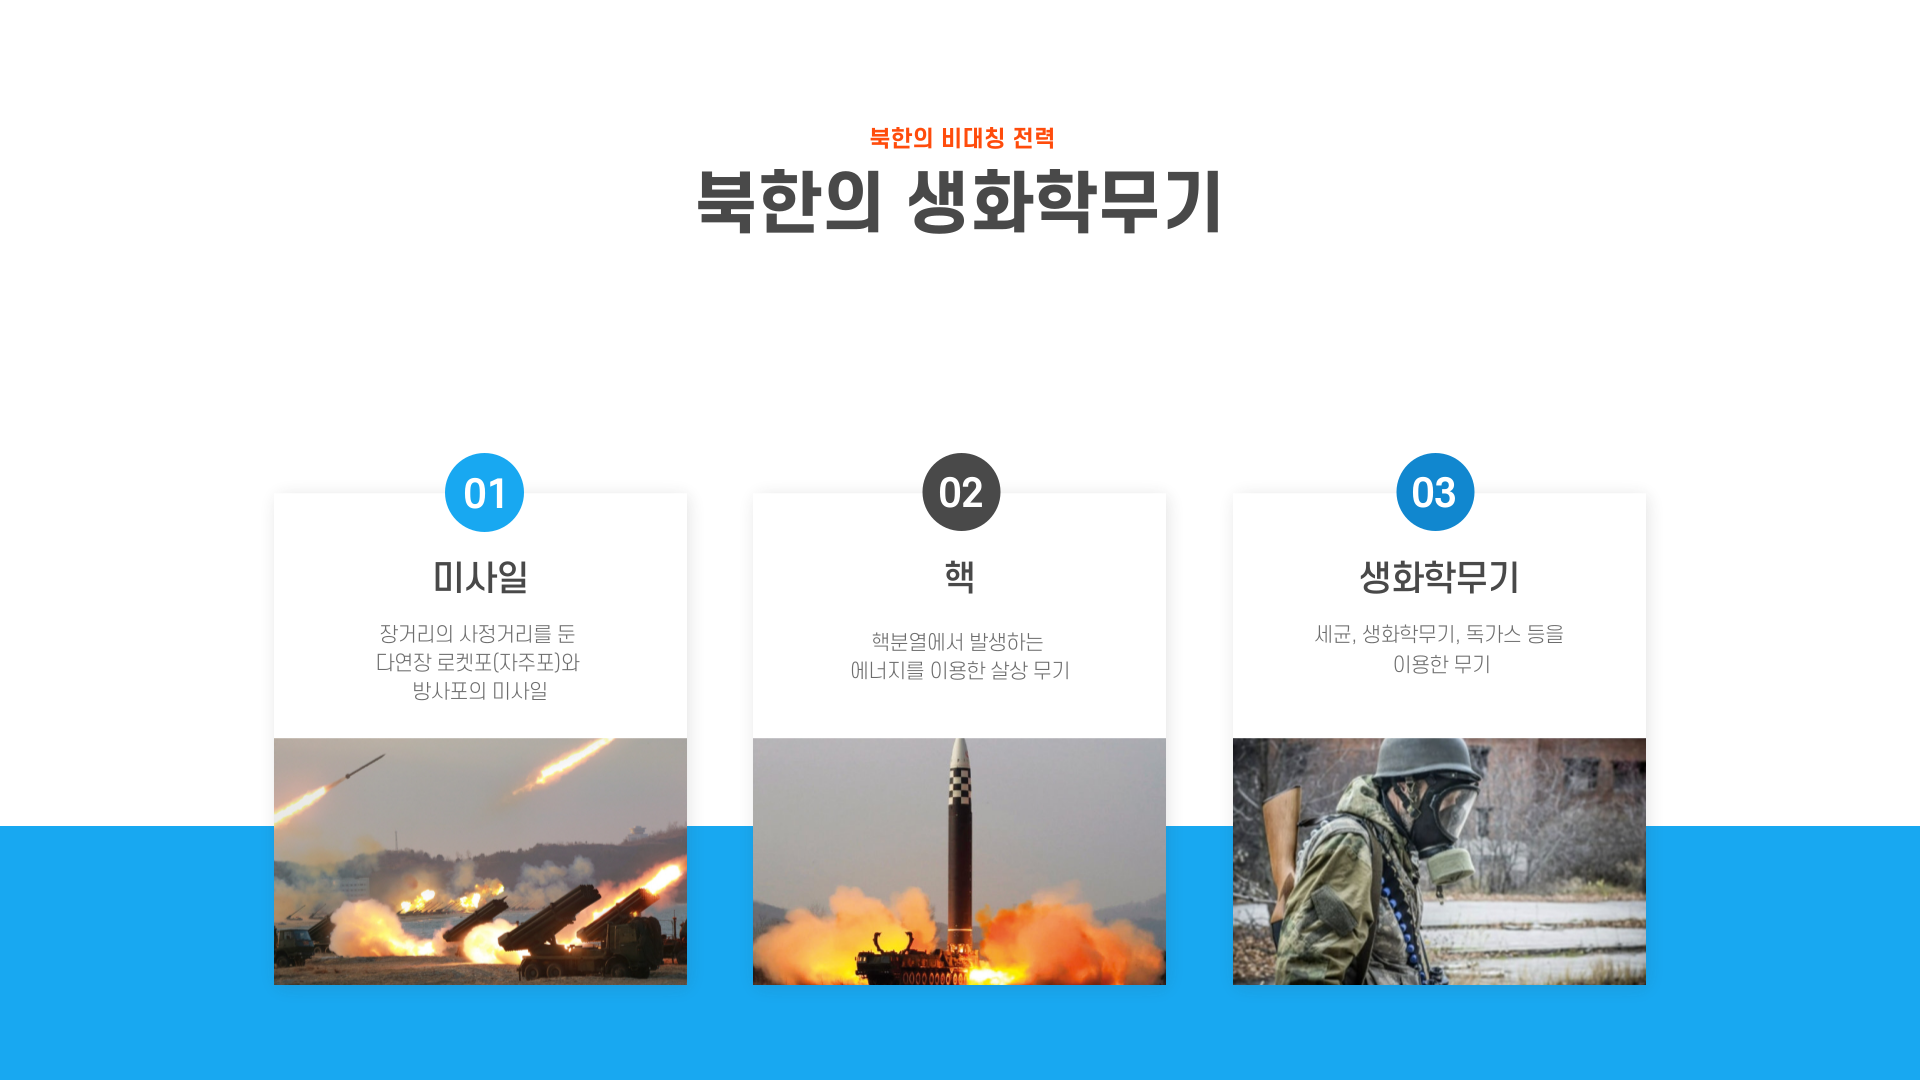 북한의 비대칭 전력
북한의 생화학무기
01
미사일
장거리의 사정거리를 둔
다연장 로켓포(자주포)와
방사포의 미사일
02
핵
핵분열에서 발생하는
에너지를 이용한 살상 무기
03
생화학무기
세균, 생화학무기, 독가스 등을
이용한 무기